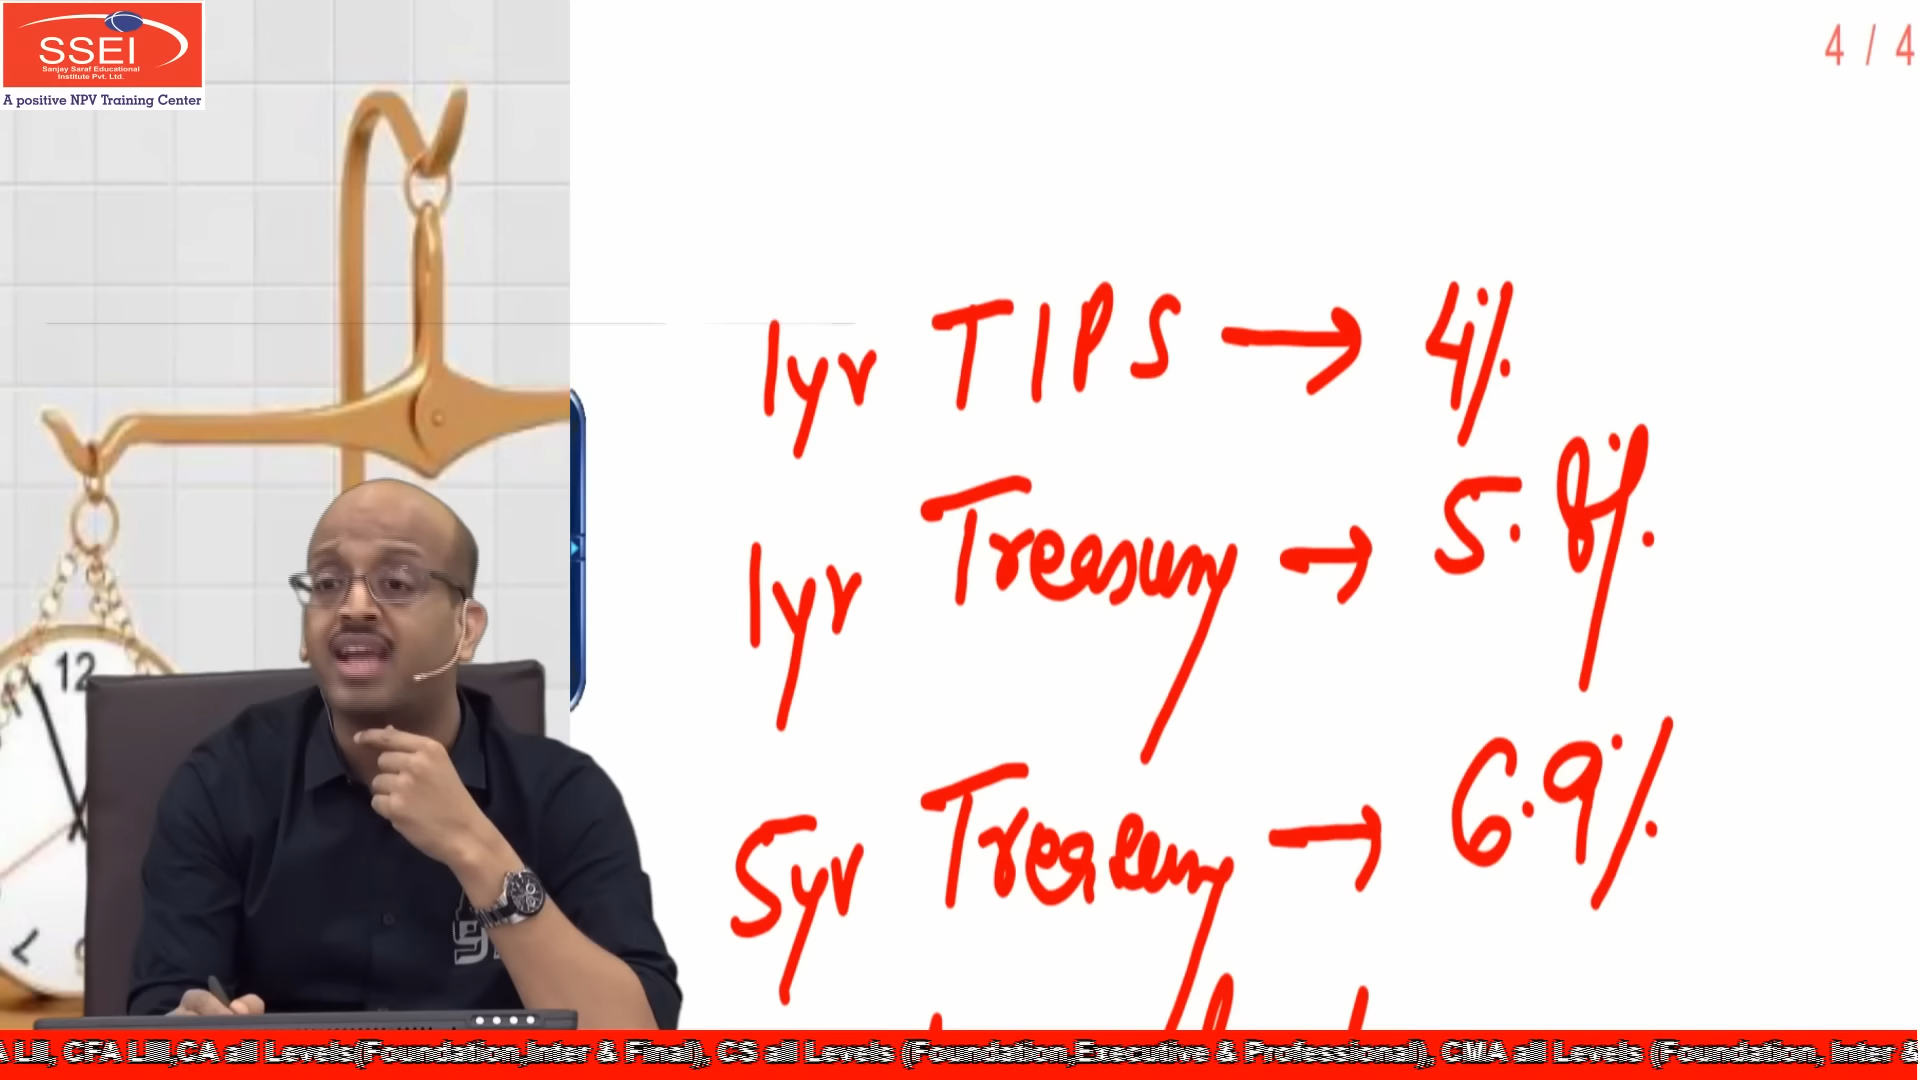 SSEI
Sanjay Saraf Educational
Institute Pvt. Ltd.
A positive NPV Training Center
4 / 4
1yr TIPS → 4%
1yr Treasury → 5.8%
5yr Treasury → 6.9%
12
A LII, CFA LIII,CA all Levels(Foundation,Inter & Final), CS all Levels (Foundation,Executive & Professional), CMA all Levels (Foundation, Inter &